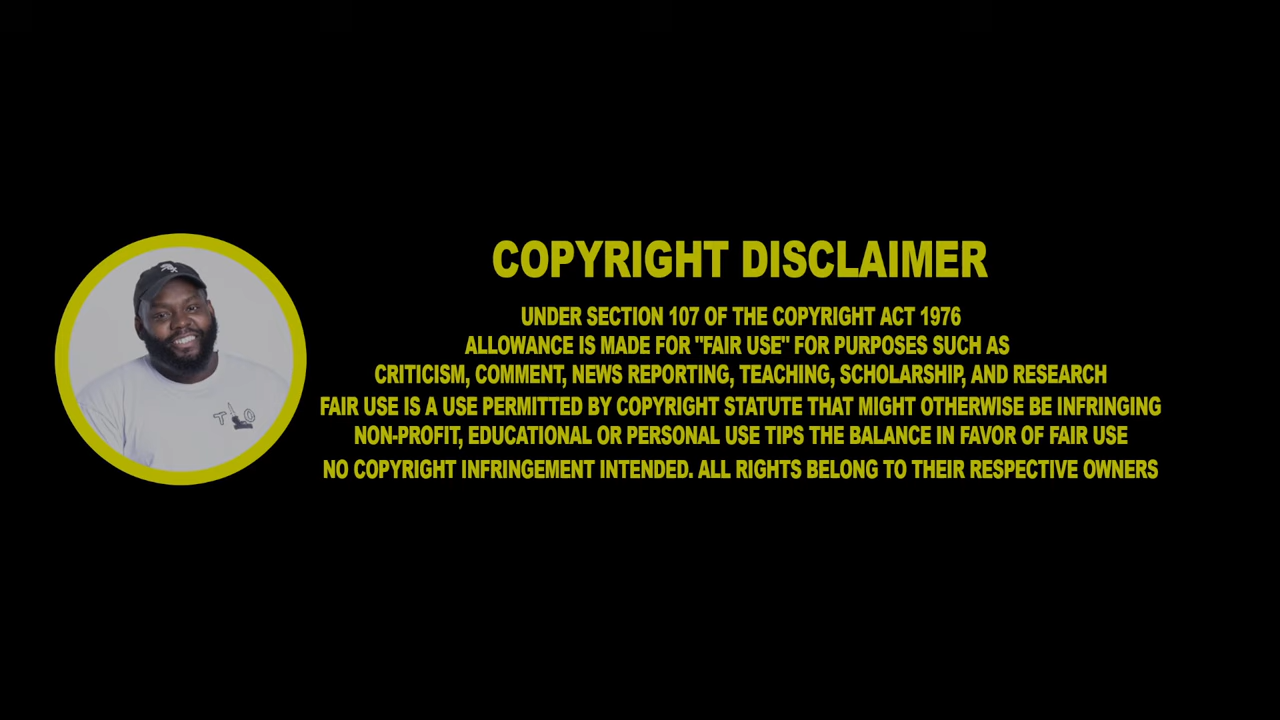 COPYRIGHT DISCLAIMER
UNDER SECTION 107 OF THE COPYRIGHT ACT 1976
ALLOWANCE IS MADE FOR "FAIR USE" FOR PURPOSES SUCH AS
CRITICISM, COMMENT, NEWS REPORTING, TEACHING, SCHOLARSHIP, AND RESEARCH
FAIR USE IS A USE PERMITTED BY COPYRIGHT STATUTE THAT MIGHT OTHERWISE BE INFRINGING
NON-PROFIT, EDUCATIONAL OR PERSONAL USE TIPS THE BALANCE IN FAVOR OF FAIR USE
NO COPYRIGHT INFRINGEMENT INTENDED. ALL RIGHTS BELONG TO THEIR RESPECTIVE OWNERS